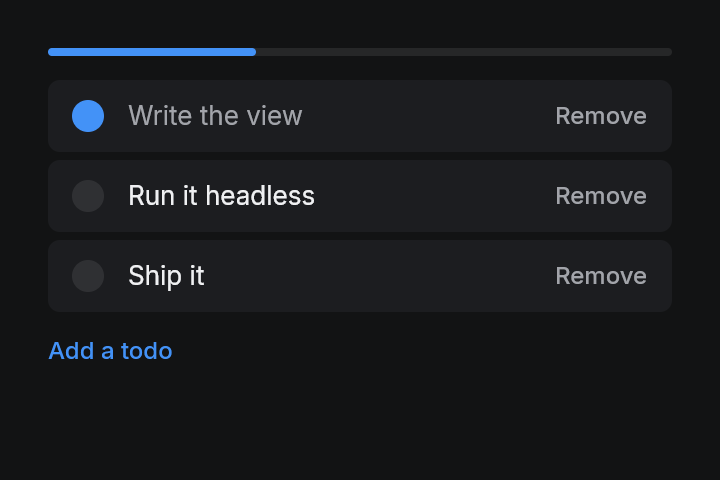 Write the view Remove
Run it headless Remove
Ship it Remove
Add a todo